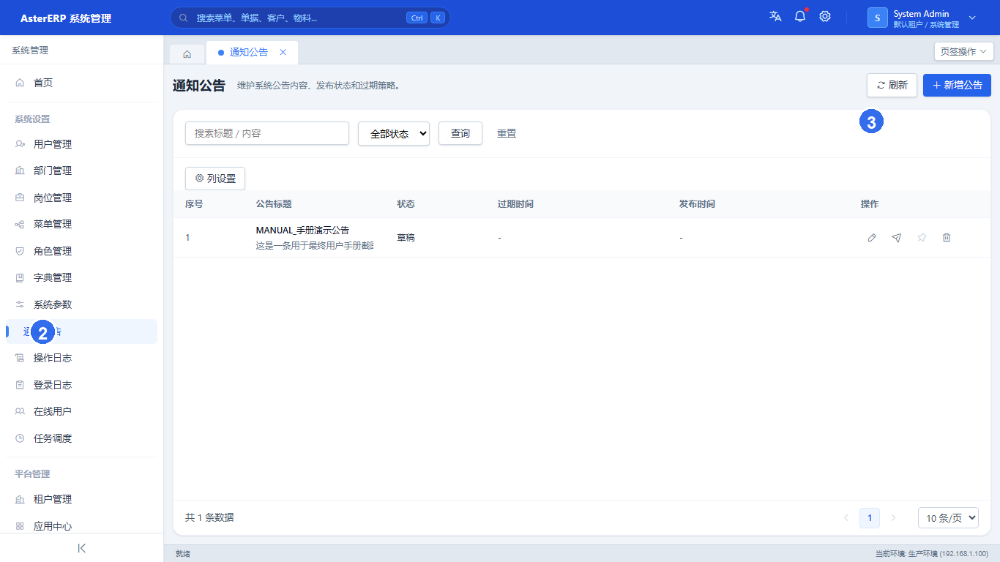 AsterERP 系统管理
搜索菜单、单据、客户、物料...
Ctrl
K
S
System Admin
默认租户 / 系统管理
系统管理
首页
系统设置
用户管理
部门管理
岗位管理
菜单管理
角色管理
字典管理
系统参数
通
2
告
操作日志
登录日志
在线用户
任务调度
平台管理
租户管理
应用中心
通知公告
页签操作
通知公告
维护系统公告内容、发布状态和过期策略。
刷新
新增公告
3
搜索标题 / 内容
全部状态
查询
重置
列设置
序号 公告标题 状态 过期时间 发布时间 操作
1 MANUAL_手册演示公告 草稿 - -
这是一条用于最终用户手册截
共 1 条数据
1
10 条/页
就绪
当前环境: 生产环境 (192.168.1.100)